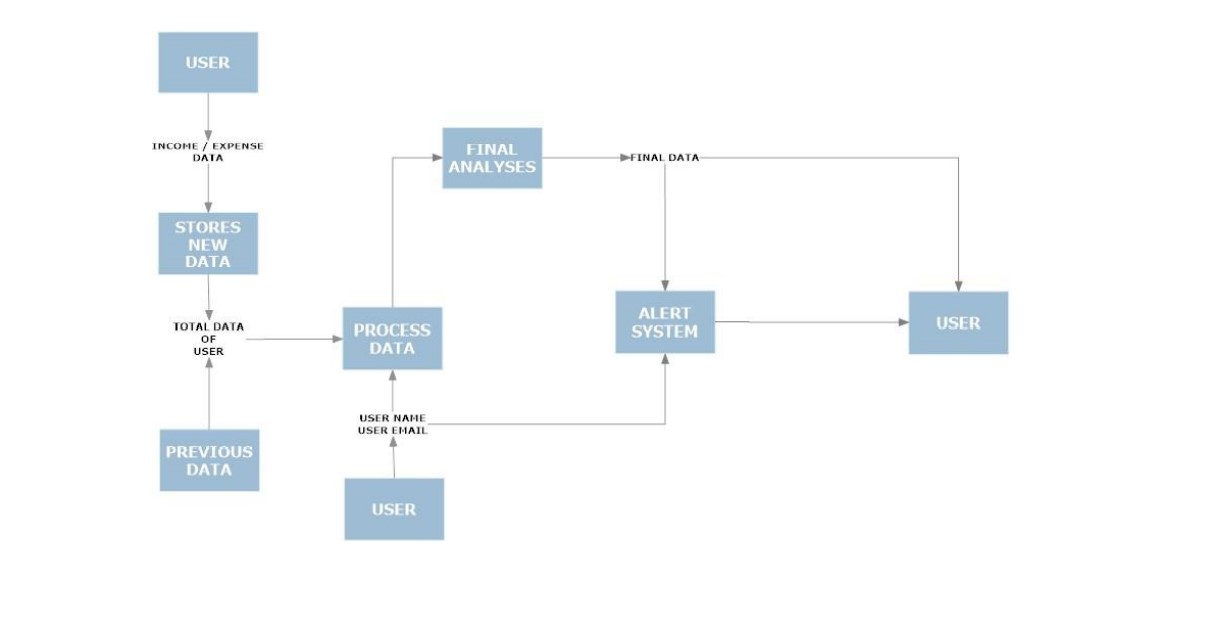 USER
INCOME / EXPENSE
DATA
STORES
NEW
DATA
TOTAL DATA
OF
USER
PREVIOUS
DATA
PROCESS
DATA
USER NAME
USER EMAIL
USER
FINAL
ANALYSES
FINAL DATA
ALERT
SYSTEM
USER